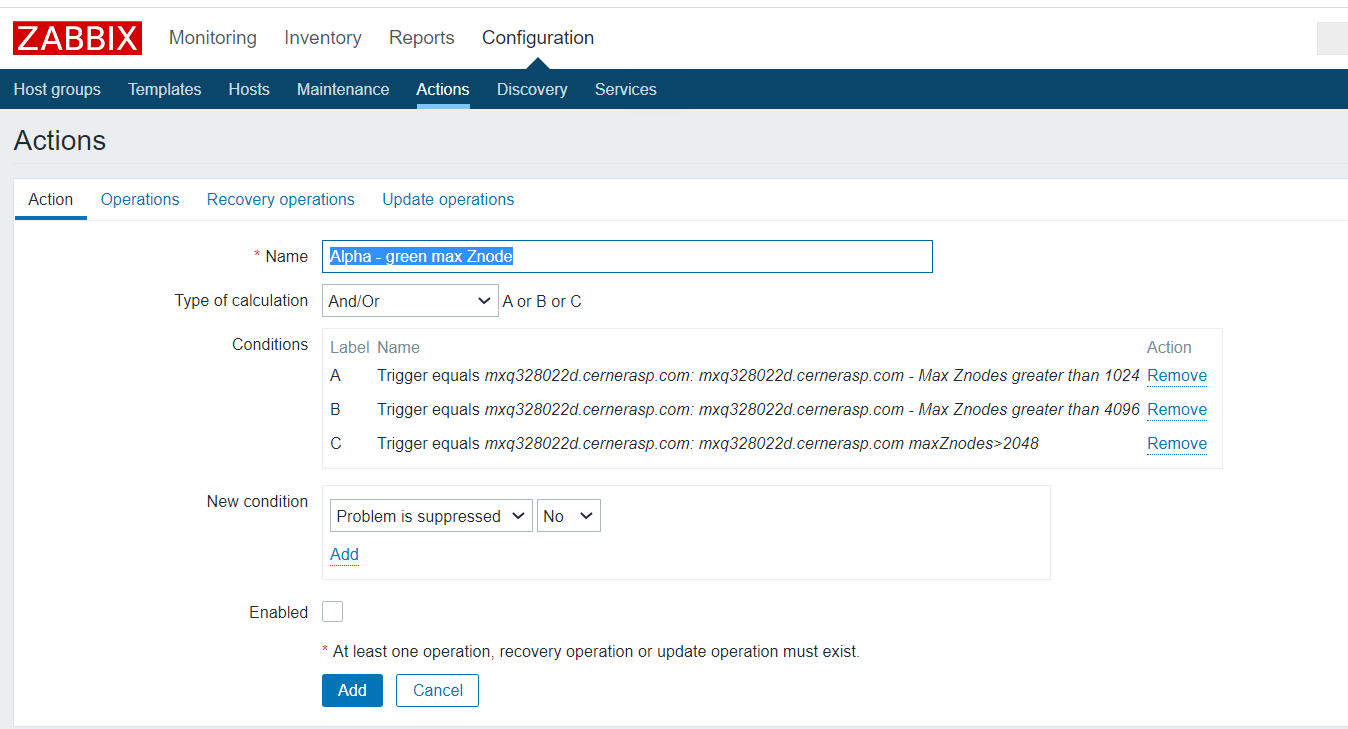 ZABBIX Monitoring Inventory Reports Configuration
Host groups Templates Hosts Maintenance Actions Discovery Services
Actions
Action Operations Recovery operations Update operations
* Name Alpha - green max Znode
Type of calculation And/Or A or B or C
Conditions Label Name Action
A Trigger equals mxq328022d.cernerasp.com: mxq328022d.cernerasp.com - Max Znodes greater than 1024 Remove
B Trigger equals mxq328022d.cernerasp.com: mxq328022d.cernerasp.com - Max Znodes greater than 4096 Remove
C Trigger equals mxq328022d.cernerasp.com: mxq328022d.cernerasp.com maxZnodes>2048 Remove
New condition
Problem is suppressed No
Add
Enabled
* At least one operation, recovery operation or update operation must exist.
Add Cancel